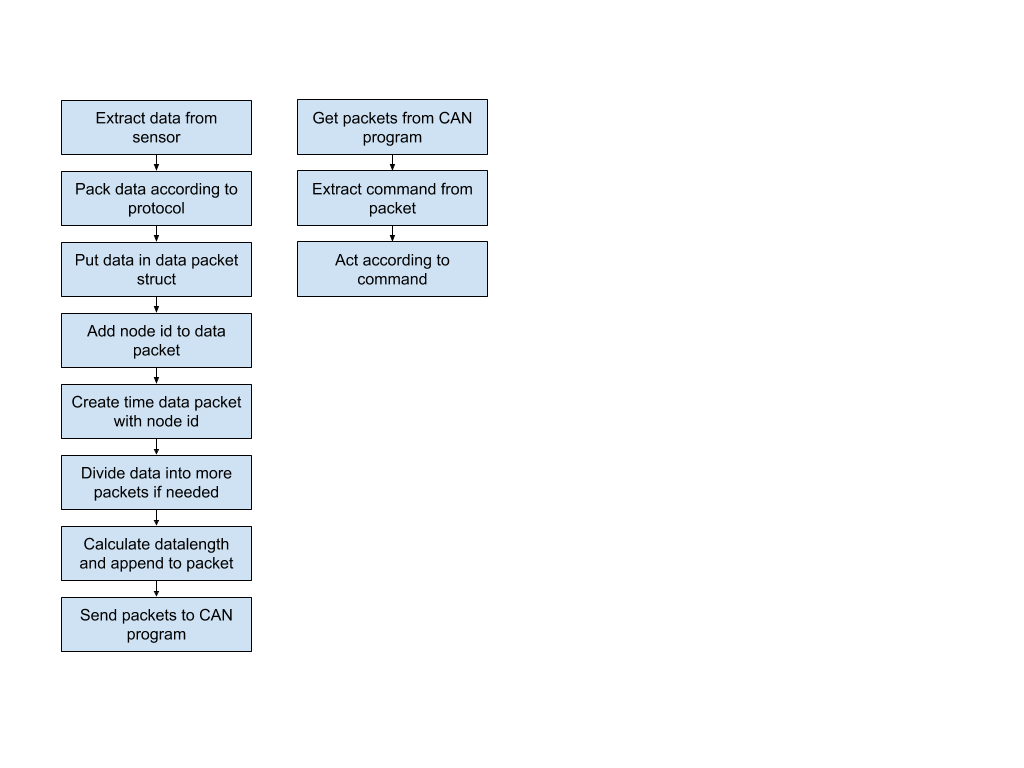 Extract data from
sensor
Pack data according to
protocol
Put data in data packet
struct
Add node id to data
packet
Create time data packet
with node id
Divide data into more
packets if needed
Calculate datalength
and append to packet
Send packets to CAN
program
Get packets from CAN
program
Extract command from
packet
Act according to
command